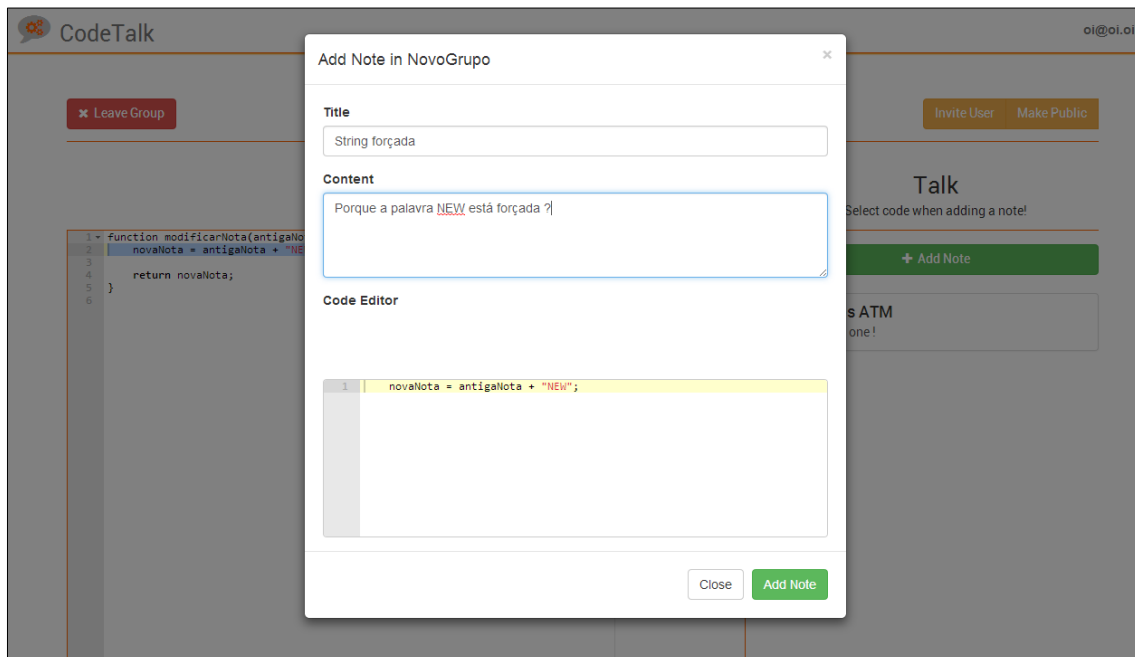 CodeTalk
oi@oi.oi
Leave Group
Invite User
Make Public
Talk
Select code when adding a note!
+ Add Note
s ATM
one !
1 function modificarNota(antigaNo
2 novaNota = antigaNota + "NE
3
4 return novaNota;
5 }
6
Add Note in NovoGrupo
×
Title
String forçada
Content
Porque a palavra NEW está forçada ?
Code Editor
1 novaNota = antigaNota + "NEW";
Close
Add Note